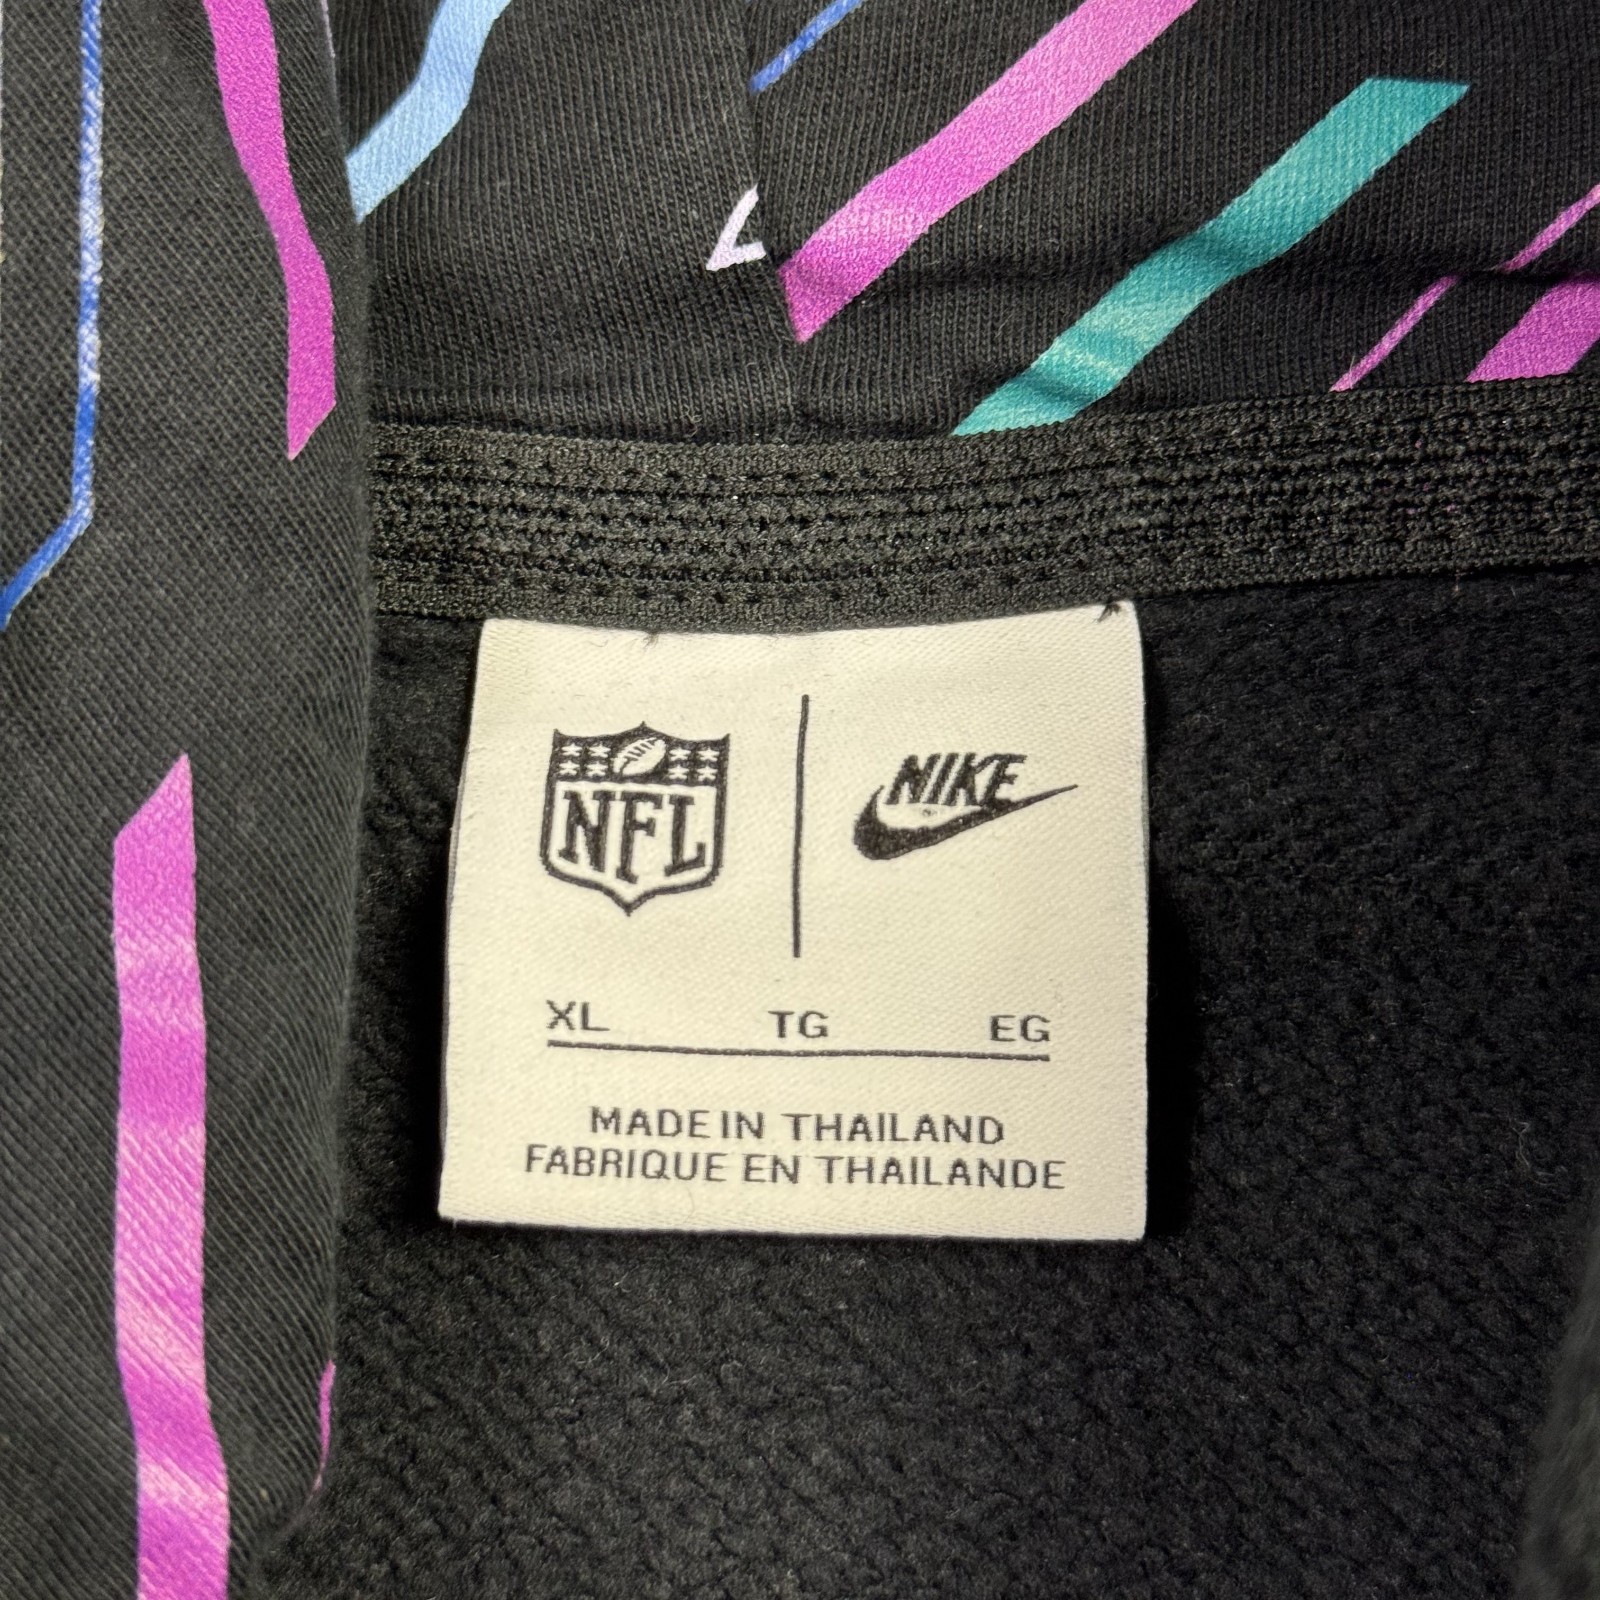 NFL NIKE
XL TG EG
MADE IN THAILAND
FABRIQUE EN THAILANDE